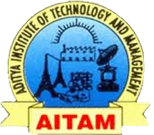 ADITYA INSTITUTE OF TECHNOLOGY AND MANAGEMENT
AITAM